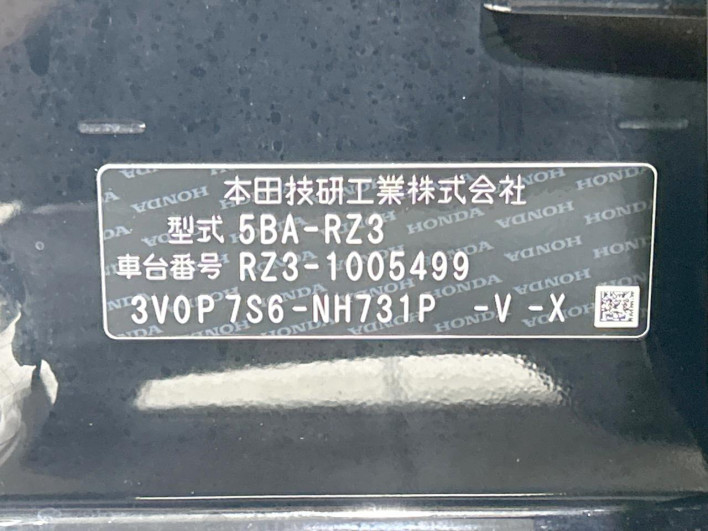 本田技研工業株式会社
型式 5BA-RZ3
車台番号 RZ3-1005499
3V0P7S6-NH731P -V -X